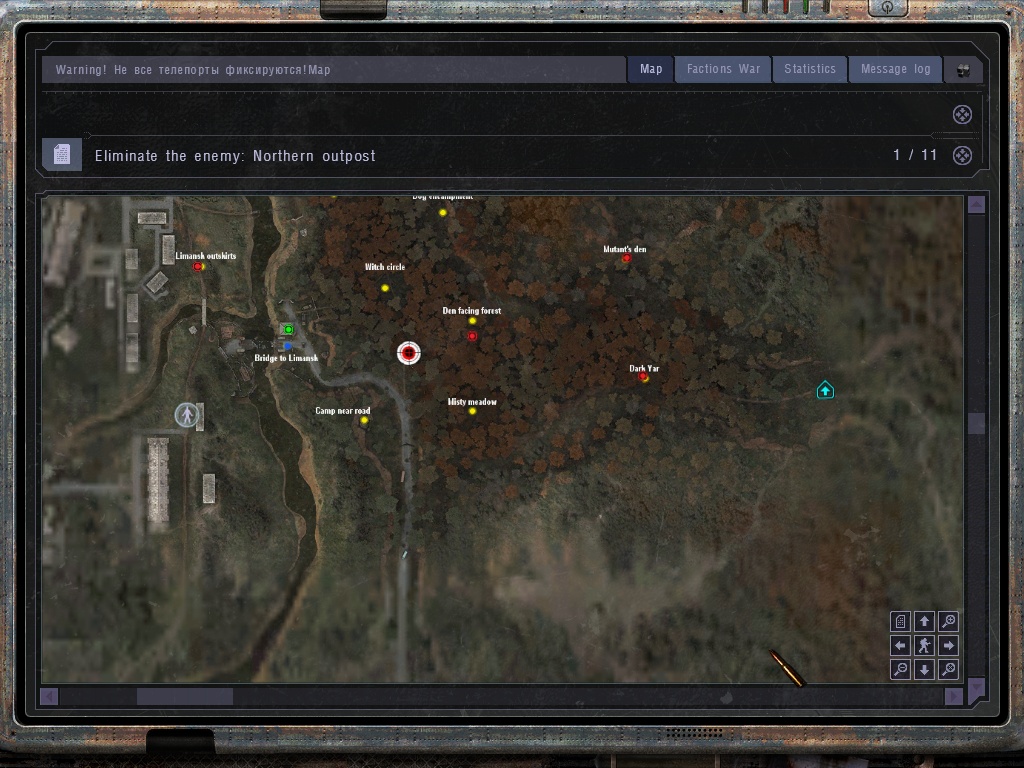 Warning! Не все телепорты фиксируются!Map
Map
Factions War
Statistics
Message log
Eliminate the enemy: Northern outpost
1 / 11
Dog encampment
Limansk outskirts
Mutant's den
Witch circle
Den facing forest
Bridge to Limansk
Dark Yar
Misty meadow
Camp near road